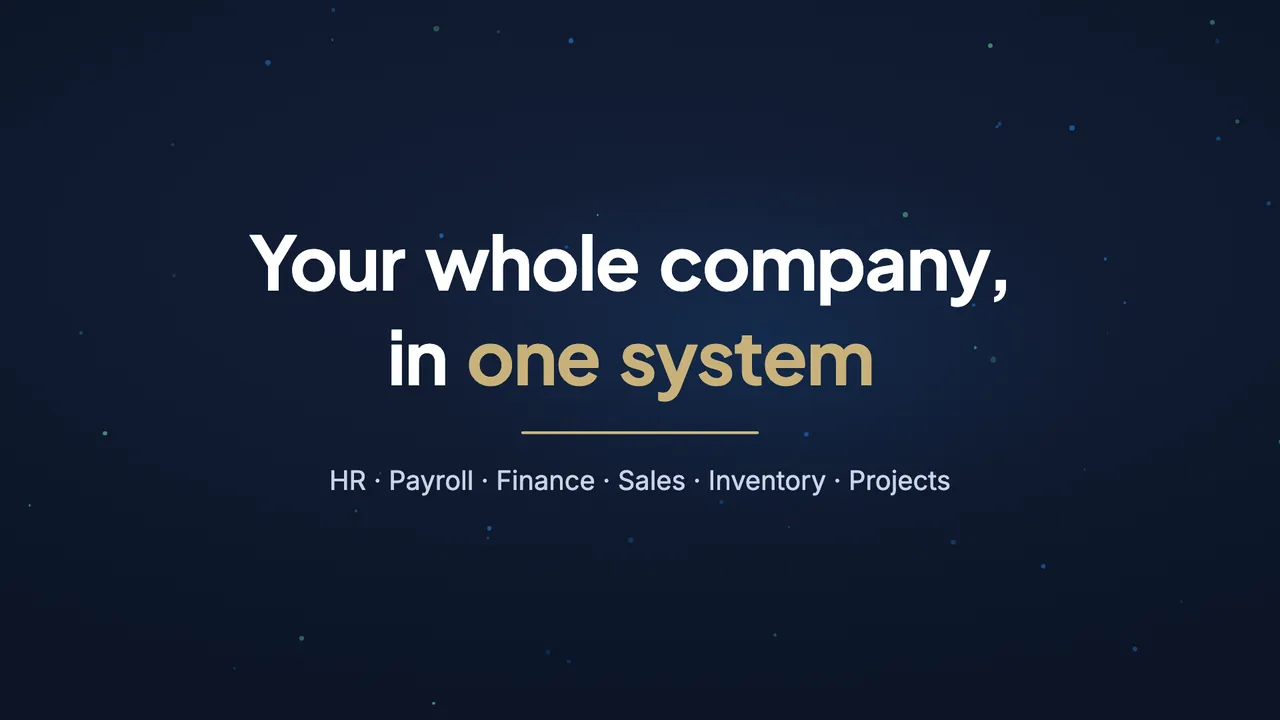 Your whole company,
in one system
HR · Payroll · Finance · Sales · Inventory · Projects